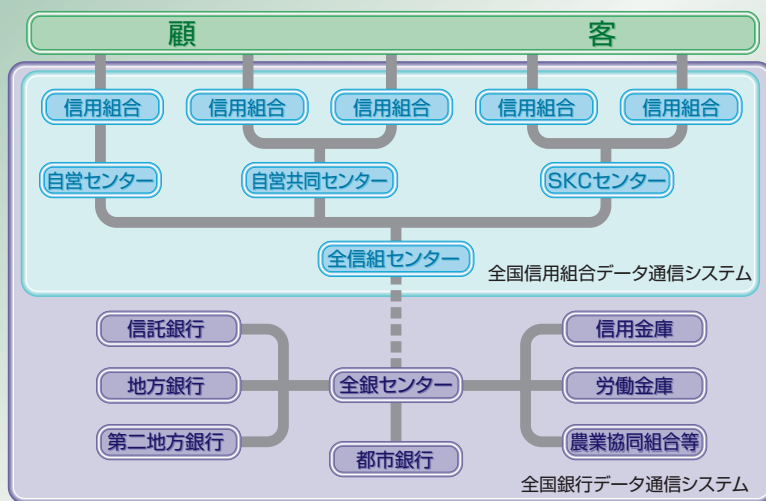 顧客
信用組合
信用組合
信用組合
信用組合
信用組合
自営センター
自営共同センター
SKCセンター
全信組センター
全国信用組合データ通信システム
信託銀行
信用金庫
地方銀行
全銀センター
労働金庫
第二地方銀行
都市銀行
農業協同組合等
全国銀行データ通信システム